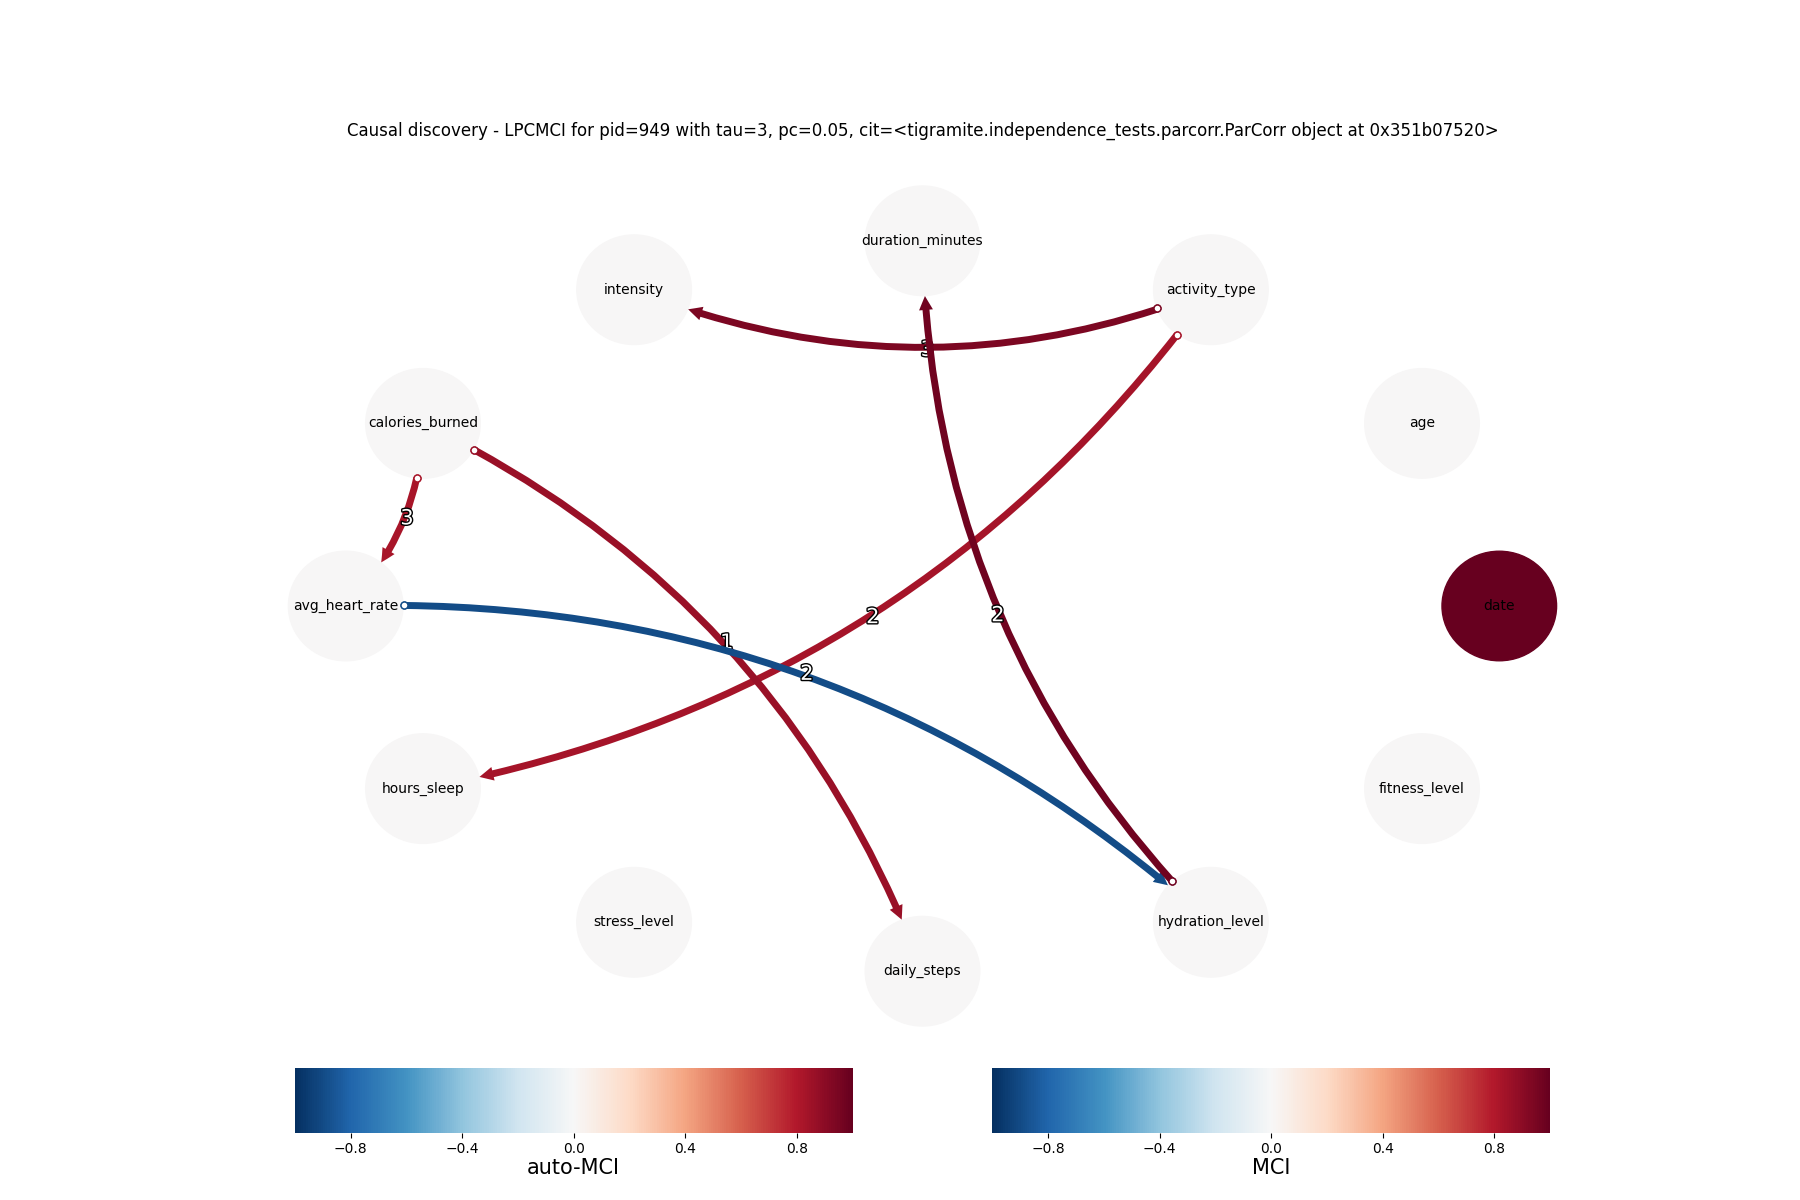 Causal discovery - LPCMCI for pid=949 with tau=3, pc=0.05, cit=<tigramite.independence_tests.parcorr.ParCorr object at 0x351b07520>
duration_minutes
intensity
activity_type
calories_burned
age
3
avg_heart_rate
date
2
2
1
2
hours_sleep
fitness_level
stress_level
hydration_level
daily_steps
−0.8 −0.4 0.0 0.4 0.8
auto-MCI
−0.8 −0.4 0.0 0.4 0.8
MCI